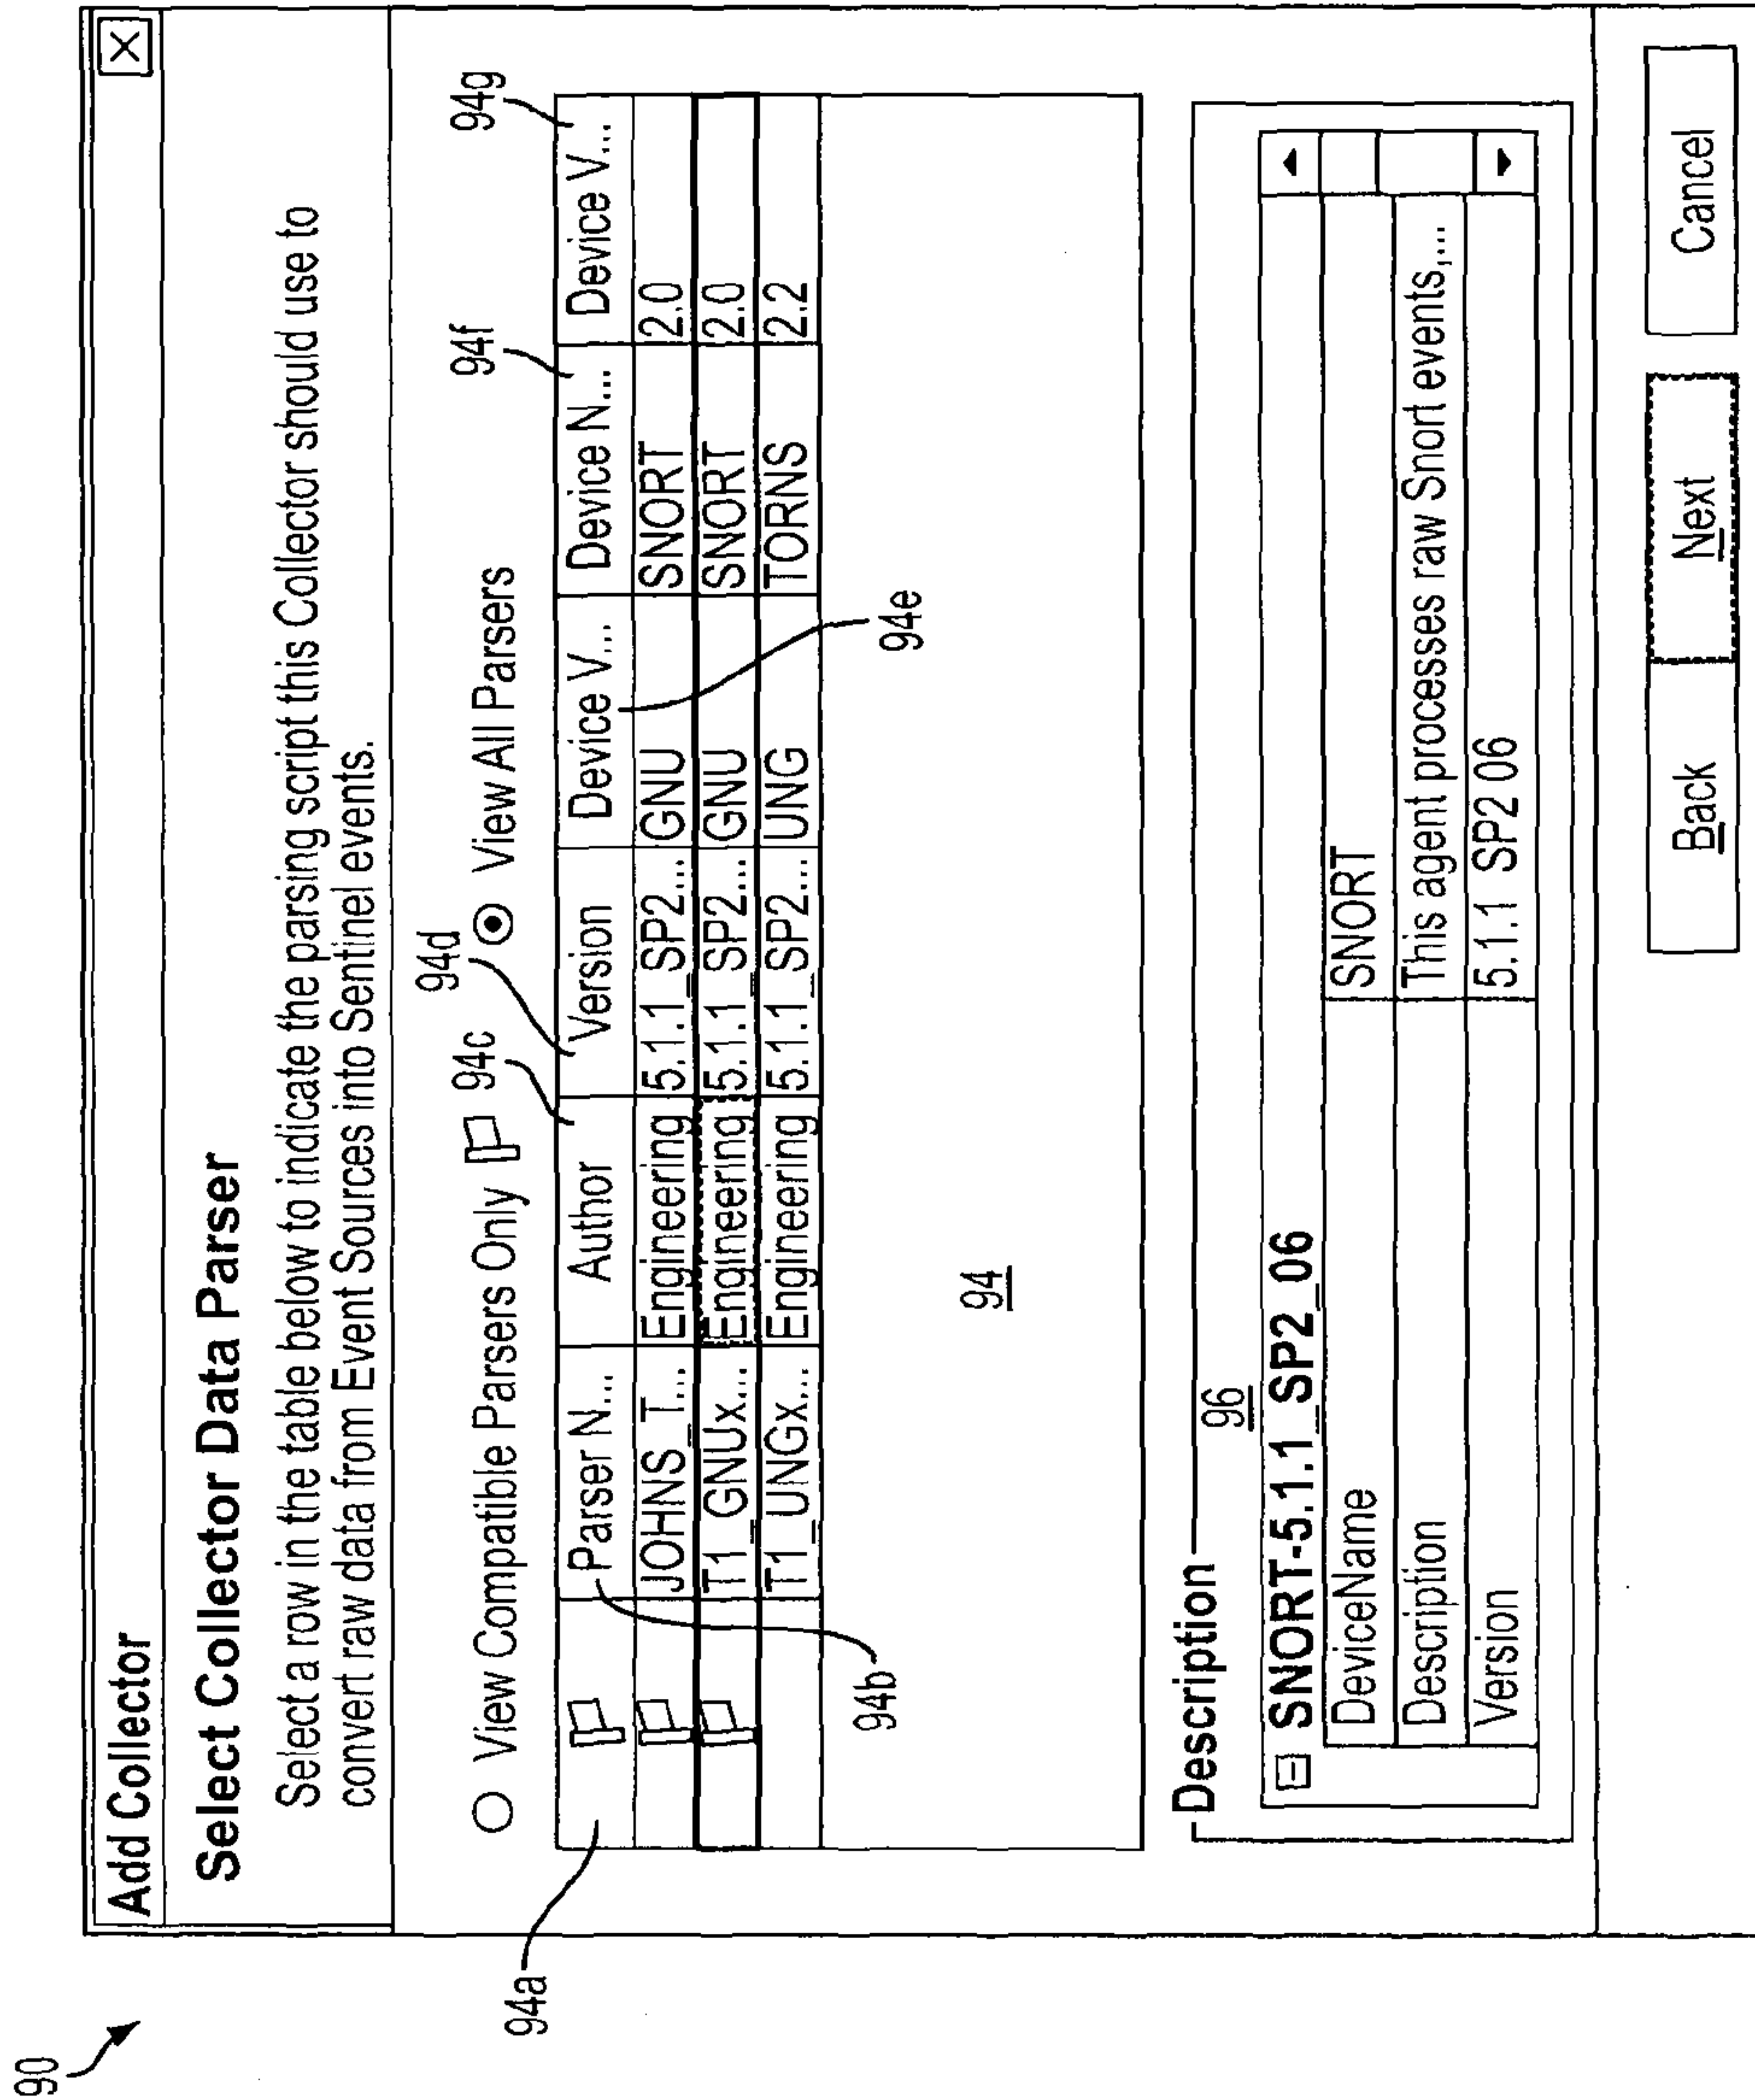 90
Add Collector
Select Collector Data Parser
Select a row in the table below to indicate the parsing script this Collector should use to
convert raw data from Event Sources into Sentinel events.
94d
View Compatible Parsers Only 94c View All Parsers 94f 94g
94a
Parser N... Author Version Device V... Device N... Device V...
JOHNS_T... Engineering 5.1.1_SP2... GNU SNORT 2.0
T1_GNUx... Engineering 5.1.1_SP2... GNU SNORT 2.0
T1_UNGx... Engineering 5.1.1_SP2... UNG TORNS 2.2
94b 94e
94
Description
96
SNORT-5.1.1_SP2_06
DeviceName SNORT
Description This agent processes raw Snort events,...
Version 5.1.1 SP2 06
Back Next Cancel